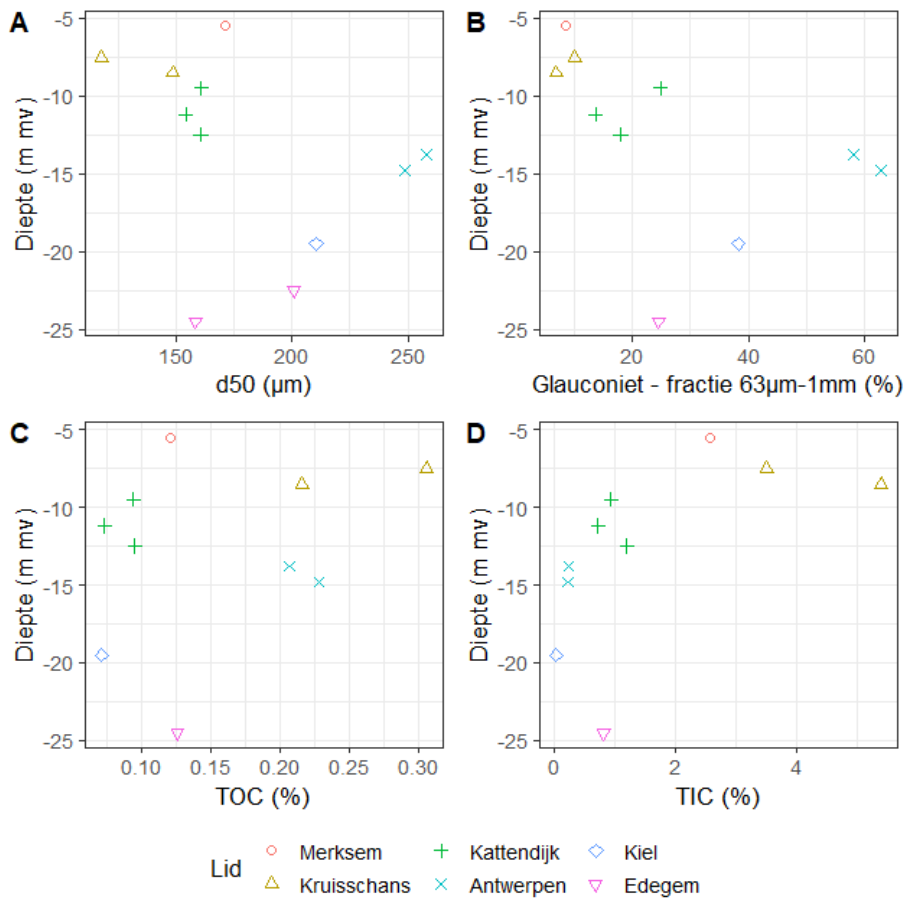 A
-5
-10
-15
-20
-25
Diepte (m mv)
150 200 250
d50 (µm)
B
-5
-10
-15
-20
-25
Diepte (m mv)
20 40 60
Glauconiet - fractie 63µm-1mm (%)
C
-5
-10
-15
-20
-25
Diepte (m mv)
0.10 0.15 0.20 0.25 0.30
TOC (%)
D
-5
-10
-15
-20
-25
Diepte (m mv)
0 2 4
TIC (%)
Lid
Merksem Kattendijk Kiel
Kruisschans Antwerpen Edegem